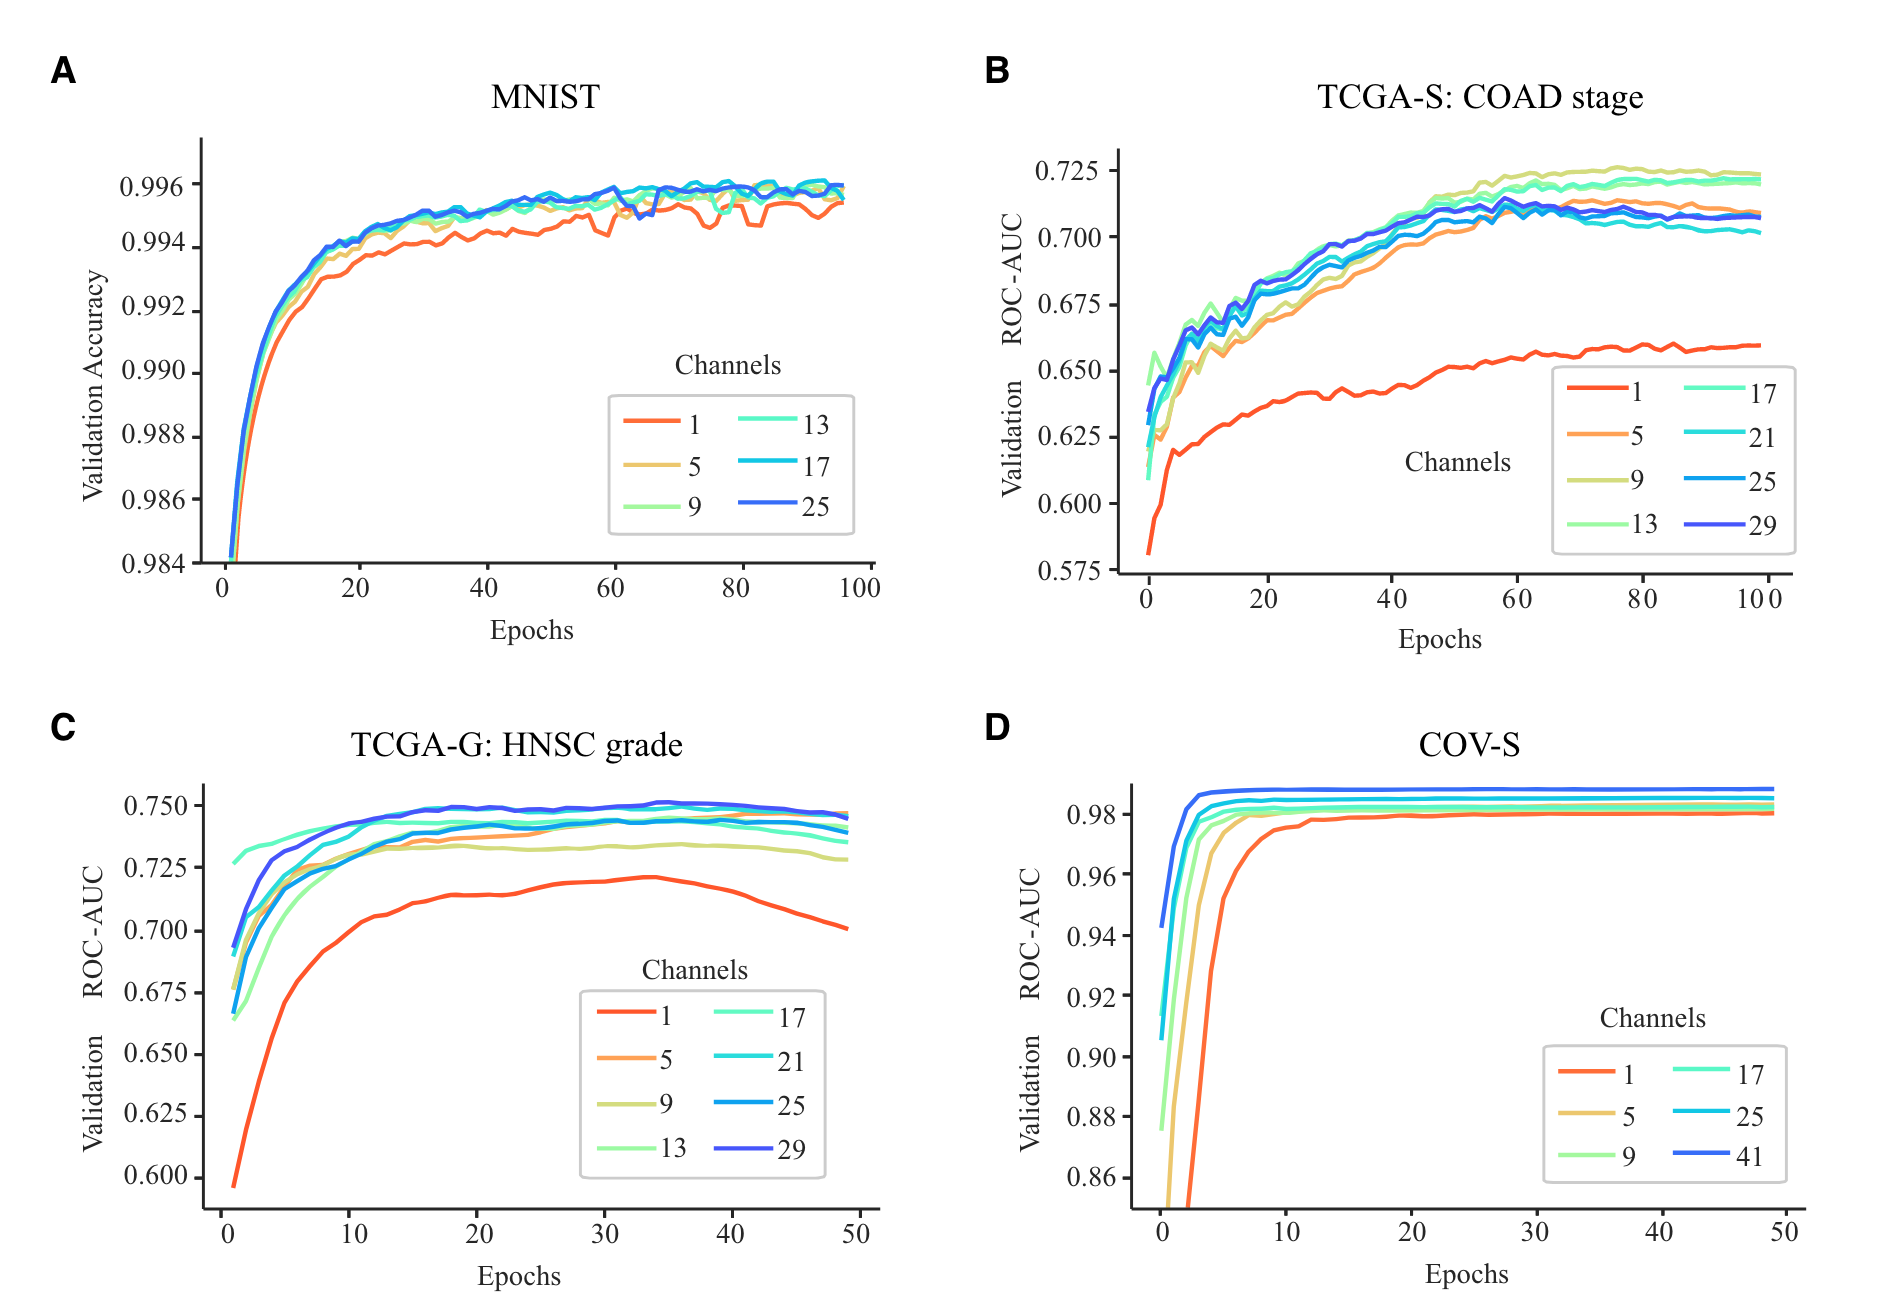 A
MNIST
Validation Accuracy
0.996
0.994
0.992
0.990
0.988
0.986
0.984
0 20 40 60 80 100
Epochs
Channels
1 13
5 17
9 25
B
TCGA-S: COAD stage
Validation ROC-AUC
0.725
0.700
0.675
0.650
0.625
0.600
0.575
0 20 40 60 80 100
Epochs
Channels
1 17
5 21
9 25
13 29
C
TCGA-G: HNSC grade
Validation ROC-AUC
0.750
0.725
0.700
0.675
0.650
0.625
0.600
0 10 20 30 40 50
Epochs
Channels
1 17
5 21
9 25
13 29
D
COV-S
Validation ROC-AUC
0.98
0.96
0.94
0.92
0.90
0.88
0.86
0 10 20 30 40 50
Epochs
Channels
1 17
5 25
9 41